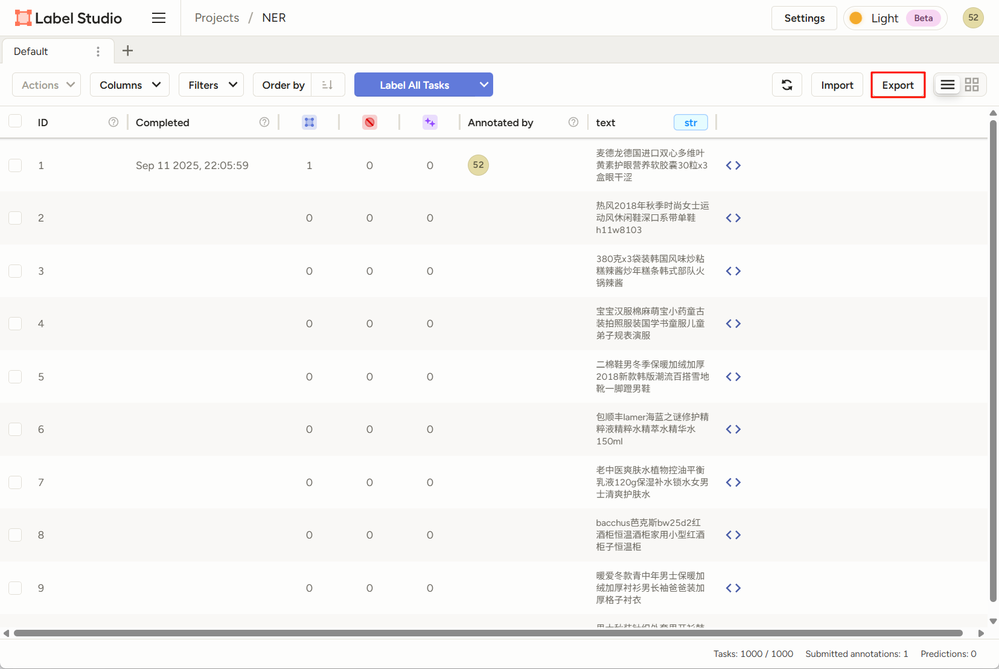 Label Studio
Projects / NER
Settings
Light
Beta
52
Default
Actions
Columns
Filters
Order by
Label All Tasks
Import
Export
ID
Completed
Annotated by
text
str
1
Sep 11 2025, 22:05:59
1
0
0
52
麦德龙德国进口双心多维叶
黄素护眼营养软胶囊30粒x3
盒眼干涩
2
0
0
0
热风2018年秋季时尚女士运
动风休闲鞋深口系带单鞋
h11w8103
3
0
0
0
380克x3袋装韩国风味炒粘
糕辣酱炒年糕条韩式部队火
锅辣酱
4
0
0
0
宝宝汉服棉麻萌宝小药童古
装拍照服装国学书童服儿童
弟子规表演服
5
0
0
0
二棉鞋男冬季保暖加绒加厚
2018新款韩版潮流百搭雪地
靴一脚蹬男鞋
6
0
0
0
包顺丰lamer海蓝之谜修护精
粹液精粹水精萃水精华水
150ml
7
0
0
0
老中医爽肤水植物控油平衡
乳液120g保湿补水锁水女男
士清爽护肤水
8
0
0
0
bacchus芭克斯bw25d2红
酒柜恒温酒柜家用小型红酒
柜子恒温柜
9
0
0
0
暖爱冬款青中年男士保暖加
绒加厚衬衫男长袖爸爸装加
厚格子衬衣
Tasks: 1000 / 1000
Submitted annotations: 1
Predictions: 0